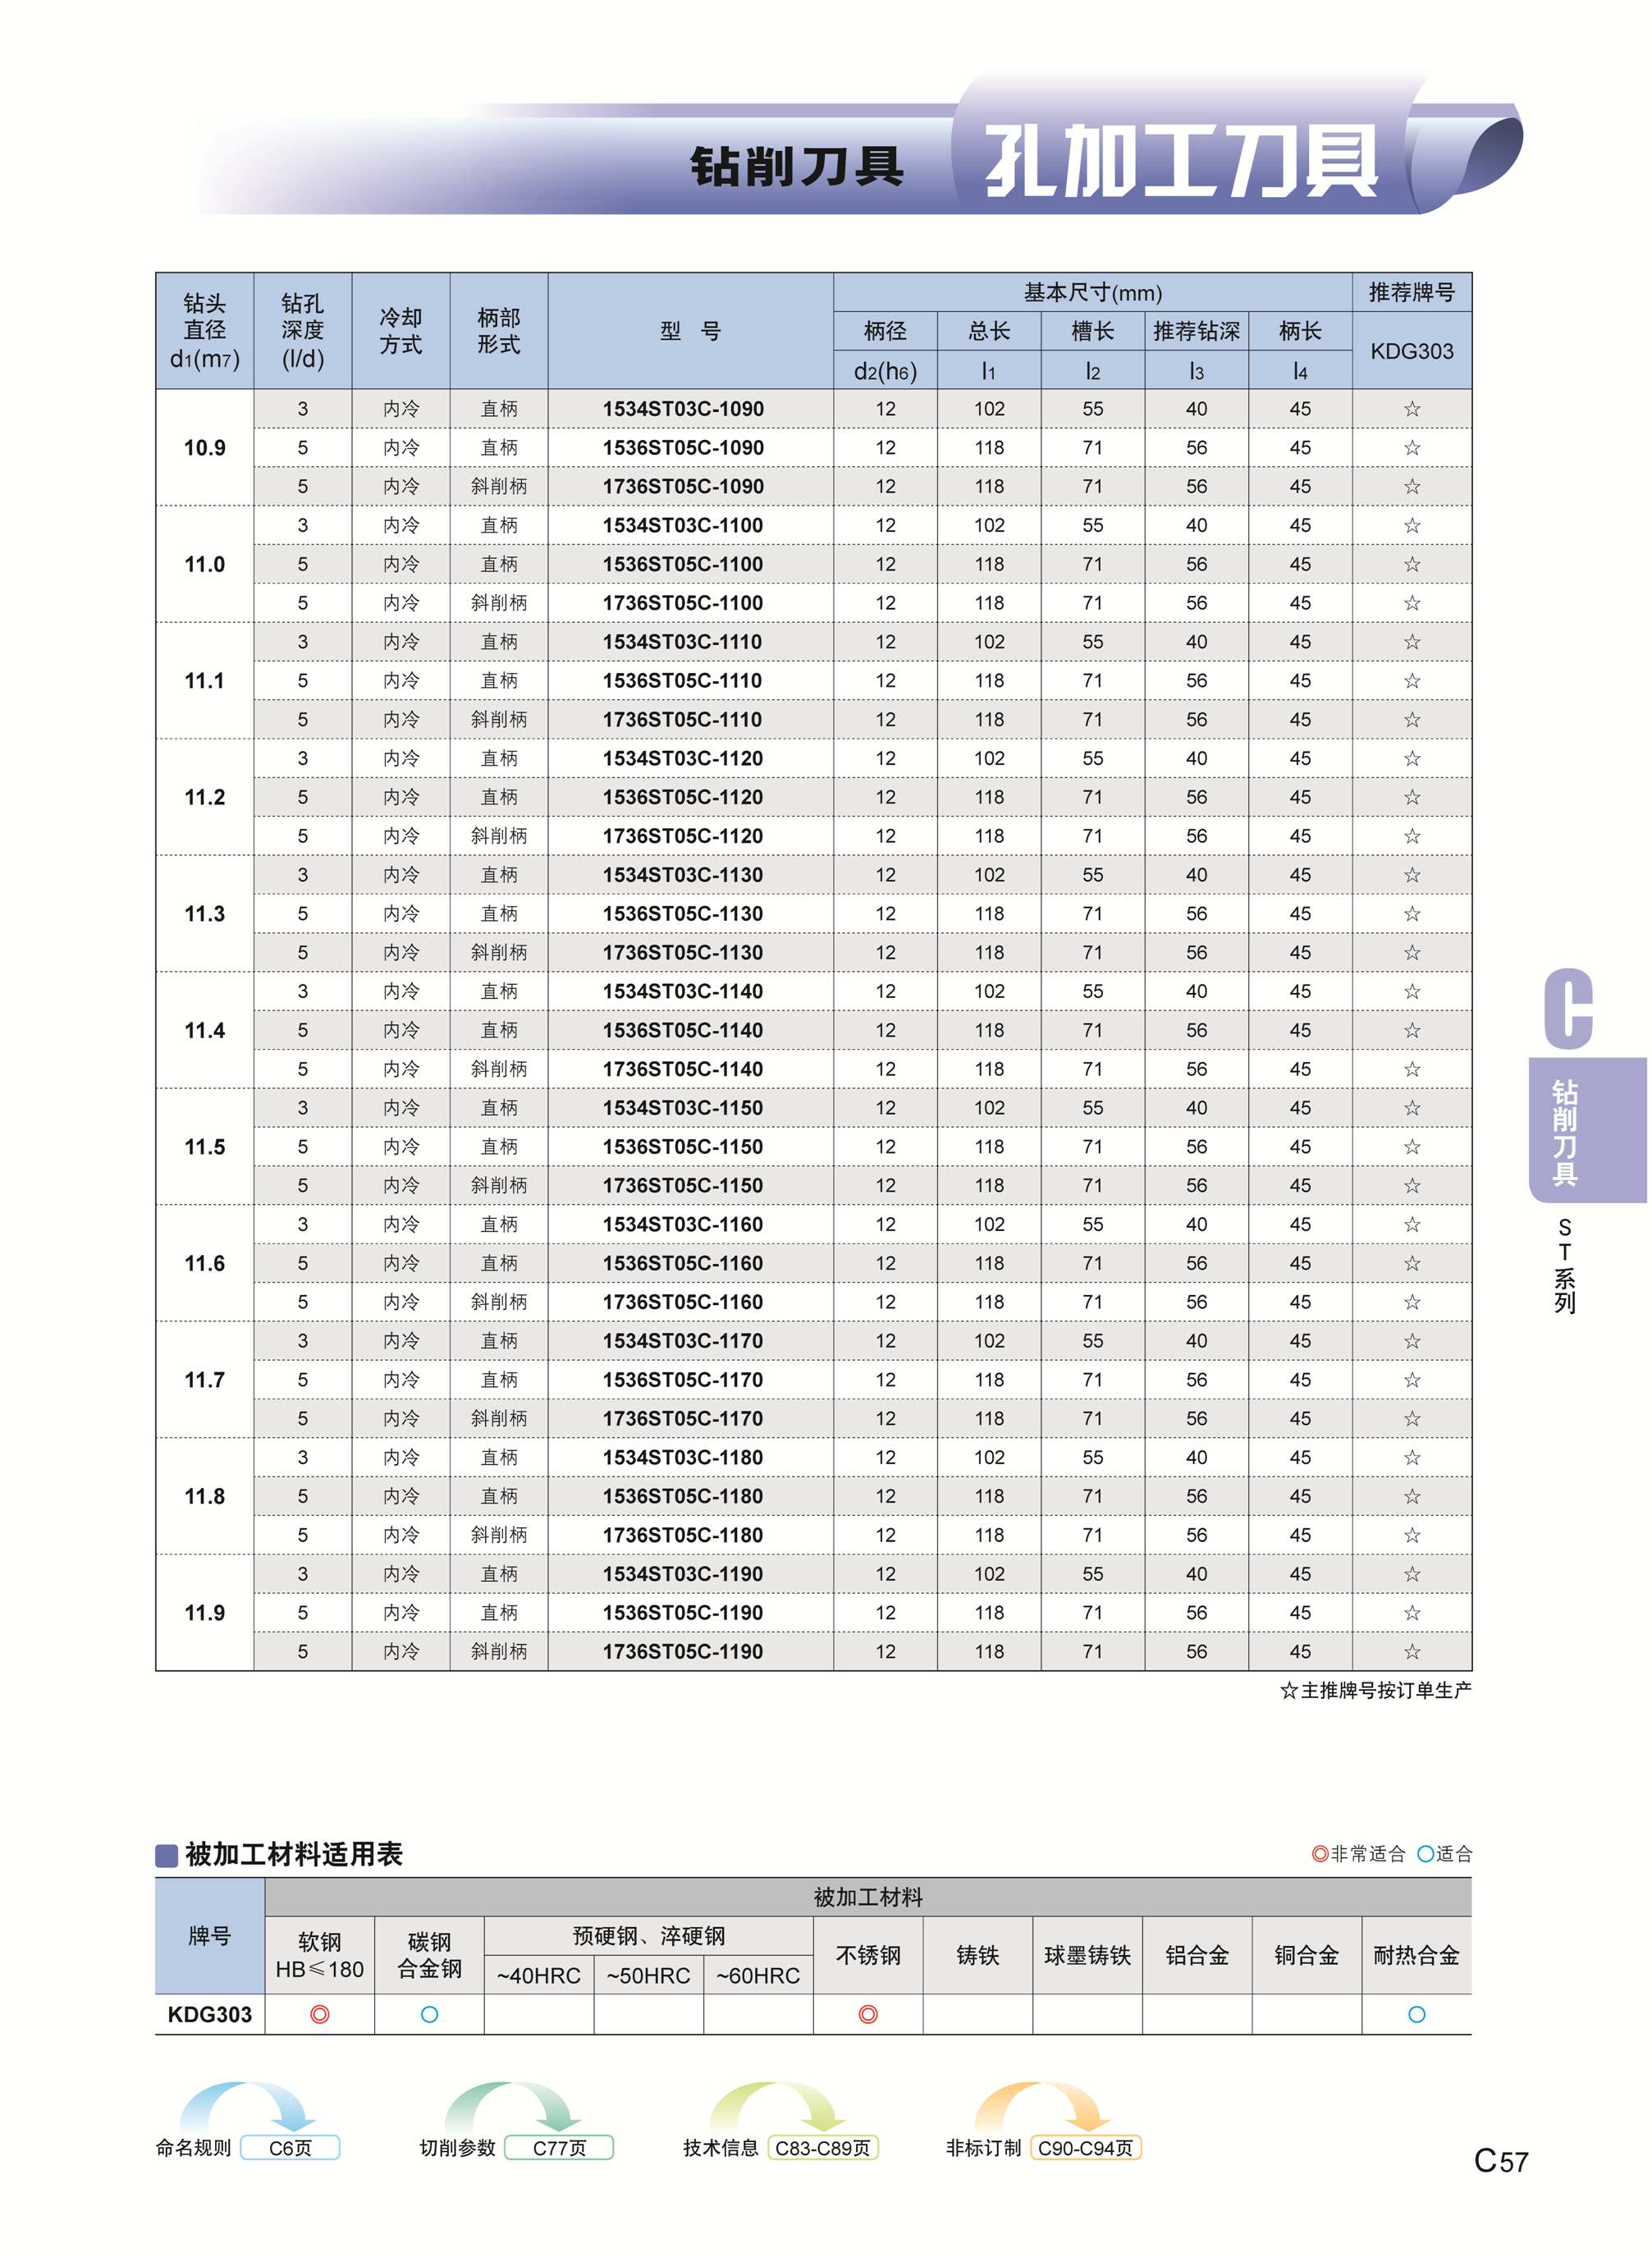 钻削刀具 孔加工刀具
钻头直径d1(m7) 钻孔深度(l/d) 冷却方式 柄部形式 型 号 基本尺寸(mm) 推荐牌号
柄径 总长 槽长 推荐钻深 柄长 KDG303
d2(h6) l1 l2 l3 l4
10.9 3 内冷 直柄 1534ST03C-1090 12 102 55 40 45 ☆
5 内冷 直柄 1536ST05C-1090 12 118 71 56 45 ☆
5 内冷 斜削柄 1736ST05C-1090 12 118 71 56 45 ☆
11.0 3 内冷 直柄 1534ST03C-1100 12 102 55 40 45 ☆
5 内冷 直柄 1536ST05C-1100 12 118 71 56 45 ☆
5 内冷 斜削柄 1736ST05C-1100 12 118 71 56 45 ☆
11.1 3 内冷 直柄 1534ST03C-1110 12 102 55 40 45 ☆
5 内冷 直柄 1536ST05C-1110 12 118 71 56 45 ☆
5 内冷 斜削柄 1736ST05C-1110 12 118 71 56 45 ☆
11.2 3 内冷 直柄 1534ST03C-1120 12 102 55 40 45 ☆
5 内冷 直柄 1536ST05C-1120 12 118 71 56 45 ☆
5 内冷 斜削柄 1736ST05C-1120 12 118 71 56 45 ☆
11.3 3 内冷 直柄 1534ST03C-1130 12 102 55 40 45 ☆
5 内冷 直柄 1536ST05C-1130 12 118 71 56 45 ☆
5 内冷 斜削柄 1736ST05C-1130 12 118 71 56 45 ☆
11.4 3 内冷 直柄 1534ST03C-1140 12 102 55 40 45 ☆
5 内冷 直柄 1536ST05C-1140 12 118 71 56 45 ☆
5 内冷 斜削柄 1736ST05C-1140 12 118 71 56 45 ☆
11.5 3 内冷 直柄 1534ST03C-1150 12 102 55 40 45 ☆
5 内冷 直柄 1536ST05C-1150 12 118 71 56 45 ☆
5 内冷 斜削柄 1736ST05C-1150 12 118 71 56 45 ☆
11.6 3 内冷 直柄 1534ST03C-1160 12 102 55 40 45 ☆
5 内冷 直柄 1536ST05C-1160 12 118 71 56 45 ☆
5 内冷 斜削柄 1736ST05C-1160 12 118 71 56 45 ☆
11.7 3 内冷 直柄 1534ST03C-1170 12 102 55 40 45 ☆
5 内冷 直柄 1536ST05C-1170 12 118 71 56 45 ☆
5 内冷 斜削柄 1736ST05C-1170 12 118 71 56 45 ☆
11.8 3 内冷 直柄 1534ST03C-1180 12 102 55 40 45 ☆
5 内冷 直柄 1536ST05C-1180 12 118 71 56 45 ☆
5 内冷 斜削柄 1736ST05C-1180 12 118 71 56 45 ☆
11.9 3 内冷 直柄 1534ST03C-1190 12 102 55 40 45 ☆
5 内冷 直柄 1536ST05C-1190 12 118 71 56 45 ☆
5 内冷 斜削柄 1736ST05C-1190 12 118 71 56 45 ☆
☆主推牌号按订单生产
C
钻削刀具
ST系列
被加工材料适用表 ◎非常适合 ○适合
牌号 被加工材料
软钢 HB≤180 碳钢 合金钢 预硬钢、淬硬钢 不锈钢 铸铁 球墨铸铁 铝合金 铜合金 耐热合金
~40HRC ~50HRC ~60HRC
KDG303 ◎ ○ ◎ ○
命名规则 C6页 切削参数 C77页 技术信息 C83-C89页 非标订制 C90-C94页
C57